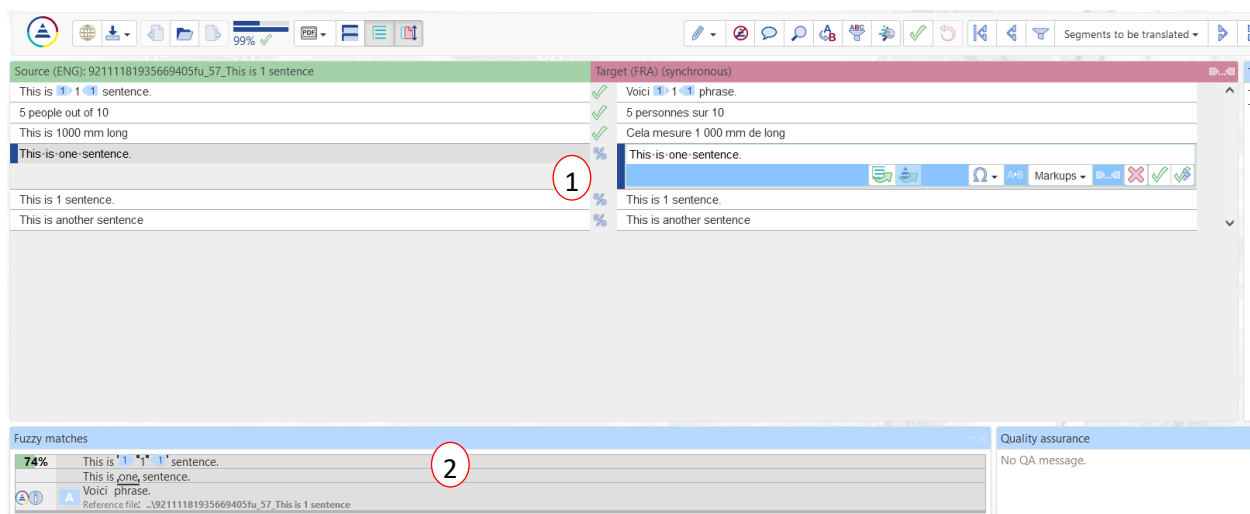 99% PDF ABC Segments to be translated
Source (ENG): 92111181935669405fu_57_This is 1 sentence Target (FRA) (synchronous)
This is 1 1 1 sentence. Voici 1 1 1 phrase.
5 people out of 10 5 personnes sur 10
This is 1000 mm long Cela mesure 1 000 mm de long
This·is·one·sentence. % This·is·one·sentence.
1 Ω A•B Markups
This is 1 sentence. % This is 1 sentence.
This is another sentence % This is another sentence
Fuzzy matches Quality assurance
74% This is 1 "1" 1 sentence. 2 No QA message.
This is one sentence.
A Voici phrase.
Reference file: ..\92111181935669405fu_57_This is 1 sentence